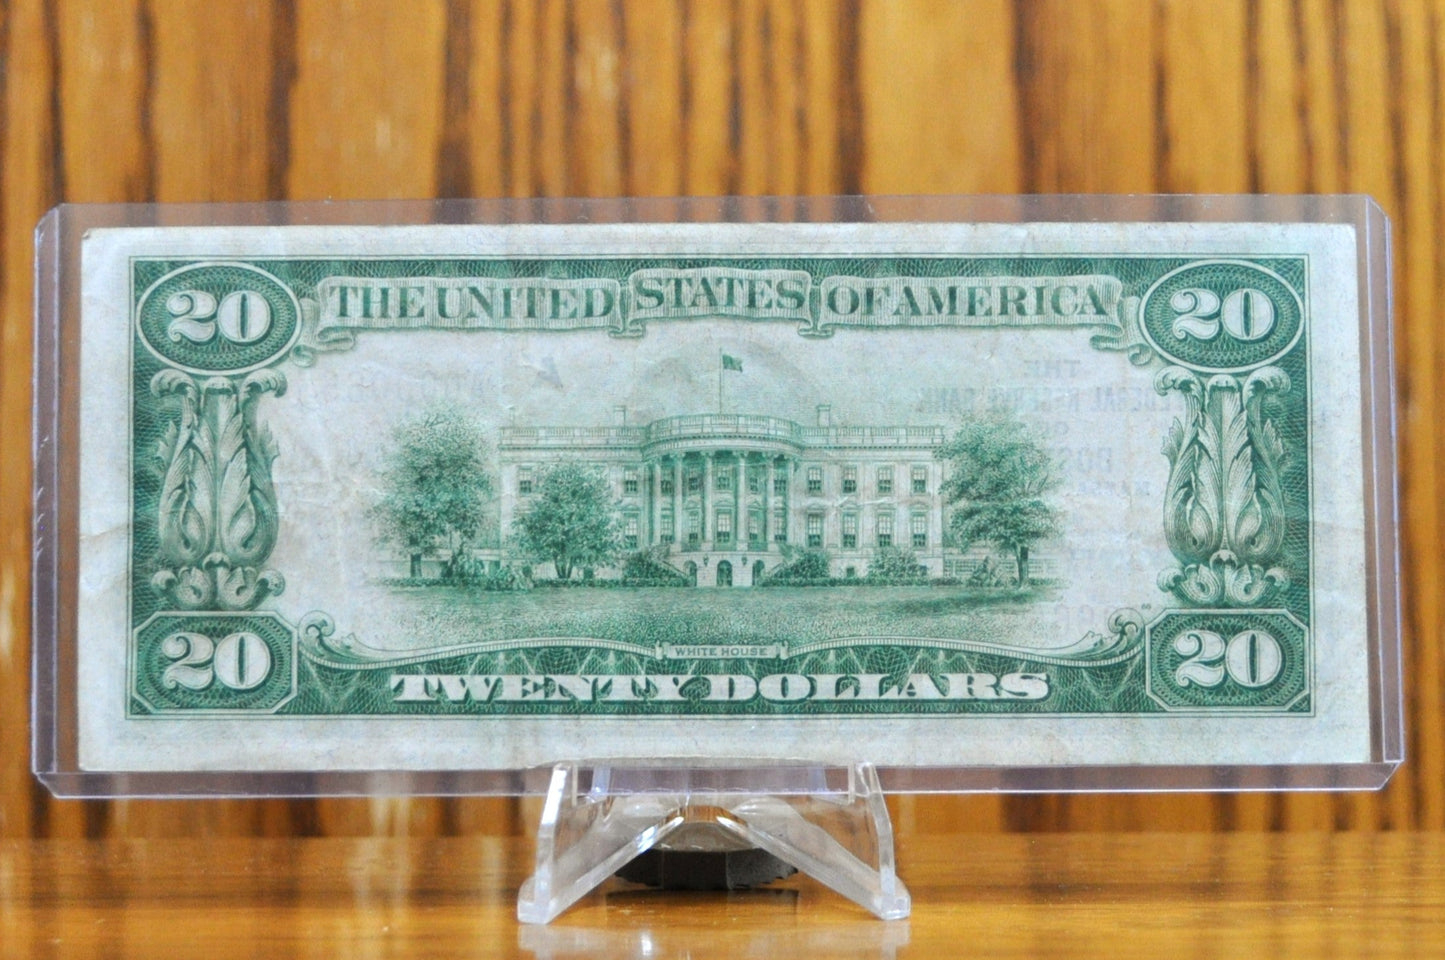 20 THE UNITED STATES OF AMERICA 20
WHITE HOUSE
20 TWENTY DOLLARS 20